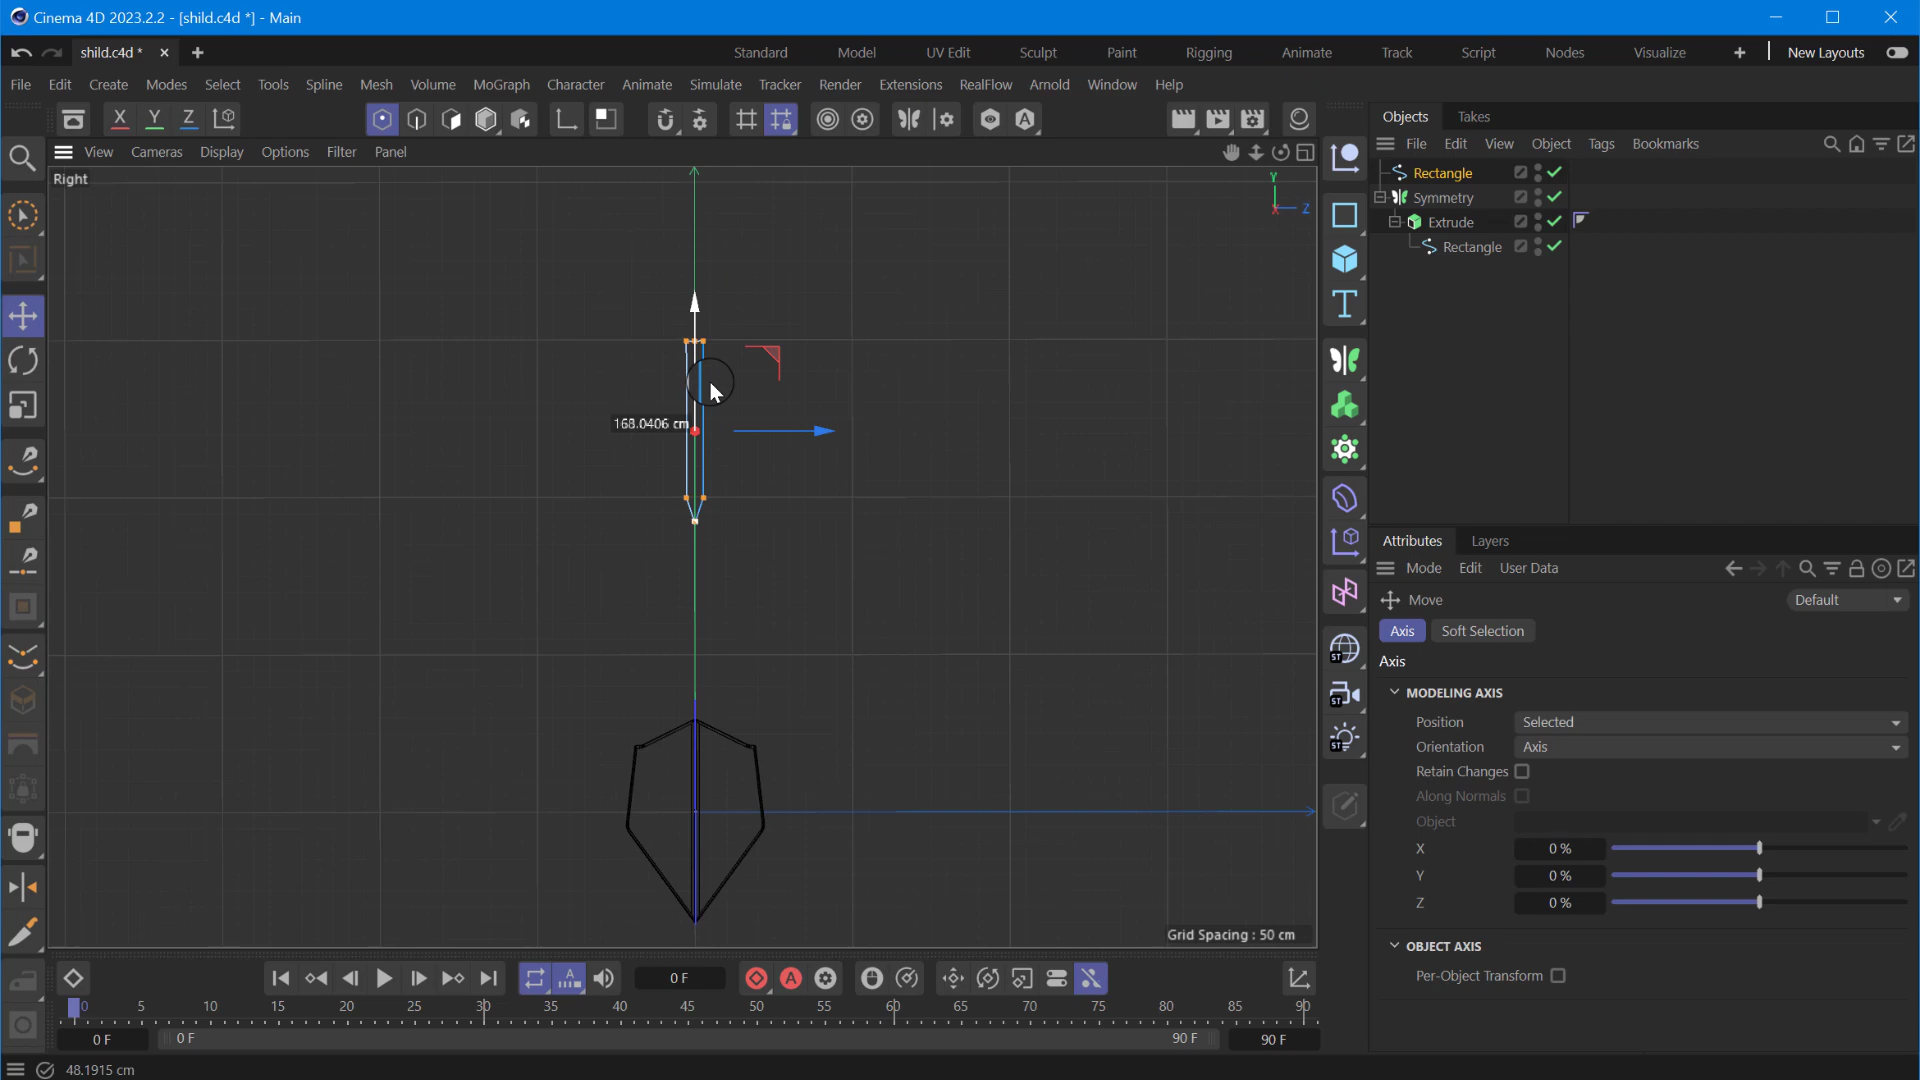 Cinema 4D 2023.2.2 - [shild.c4d *] - Main
shild.c4d *
Standard Model UV Edit Sculpt Paint Rigging Animate Track Script Nodes Visualize New Layouts
File Edit Create Modes Select Tools Spline Mesh Volume MoGraph Character Animate Simulate Tracker Render Extensions RealFlow Arnold Window Help
X Y Z A
Objects Takes
View Cameras Display Options Filter Panel
File Edit View Object Tags Bookmarks
Right
Y
X Z
Rectangle
Symmetry
Extrude
Rectangle
T
168.0406 cm
Attributes Layers
Mode Edit User Data
Move Default
Axis Soft Selection
Axis
MODELING AXIS
Position Selected
Orientation Axis
Retain Changes
Along Normals
Object
X 0 %
Y 0 %
Z 0 %
OBJECT AXIS
Per-Object Transform
ST
ST
ST
Grid Spacing : 50 cm
A
0 F
A
0 5 10 15 20 25 30 35 40 45 50 55 60 65 70 75 80 85 90
0 F 0 F 90 F 90 F
48.1915 cm